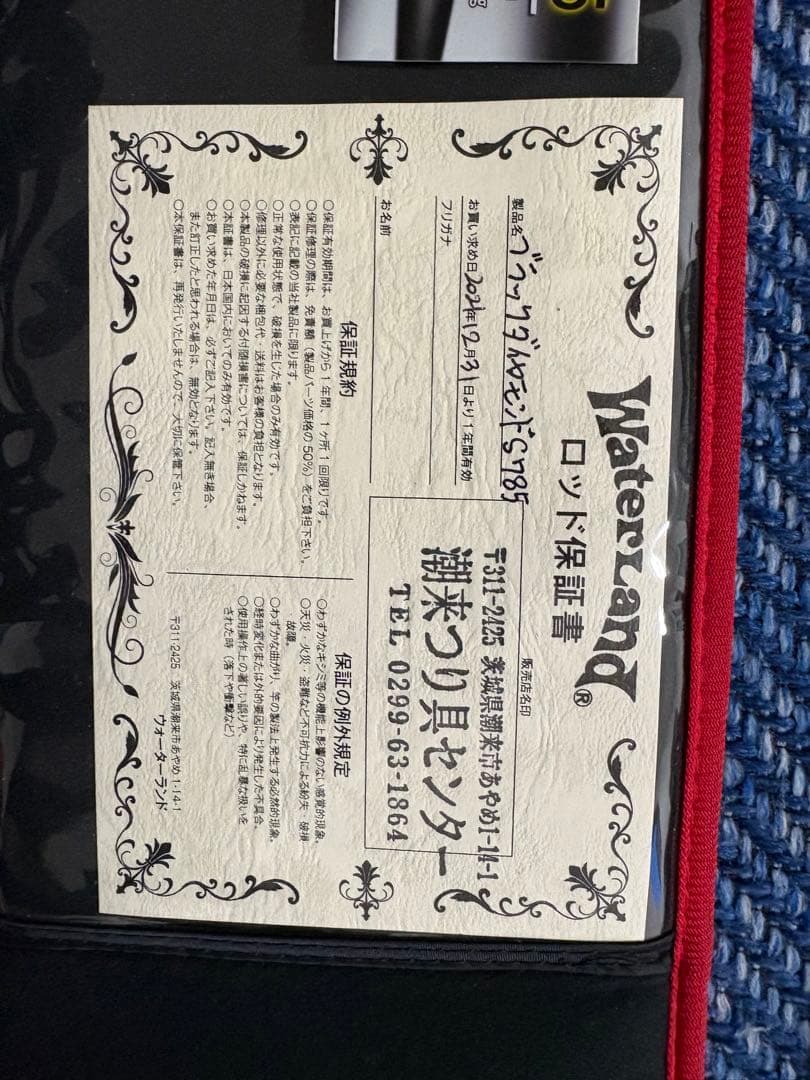 WaterLand®
ロッド保証書
製品名 ブラックダイヤモンドS785
お買い求め日 2021年12月31日より1年間有効
フリガナ
お名前
販売店名印
〒311-2425 茨城県潮来市あやめ1-14-1
潮来つり具センター
TEL 0299-63-1864
保証規約
○保証有効期間は、お買上げから1年間、1ヶ所1回限りです。
○保証修理の際は、免責額(製品パーツ価格の50%)をご負担下さい。
○表記に記載の当社製品に限ります。
○正常な使用状態で、破損を生じた場合のみ有効です。
○修理以外に必要な梱包代・送料はお客様の負担となります。
○本製品の破損に起因する付随損害については、保証しかねます。
○本証書は、日本国内においてのみ有効です。
○お買い求めた年月日は、必ずご記入下さい。記入無き場合、
また訂正したと思われる場合は、無効となります。
○本保証書は、再発行いたしませんので、大切に保管下さい。
保証の例外規定
○わずかなキシミ等の機能上影響のない感覚的現象。
○天災・火災・盗難など不可抗力による紛失・破損
・故障。
○わずかな曲がり、竿の製法上発生する必然的現象。
○経時変化または外的要因により発生した不具合。
○使用操作上の著しい誤りや、特に乱暴な扱いを
された時(落下や衝撃など)
〒311-2425 茨城県潮来市あやめ1-14-1
ウォーターランド